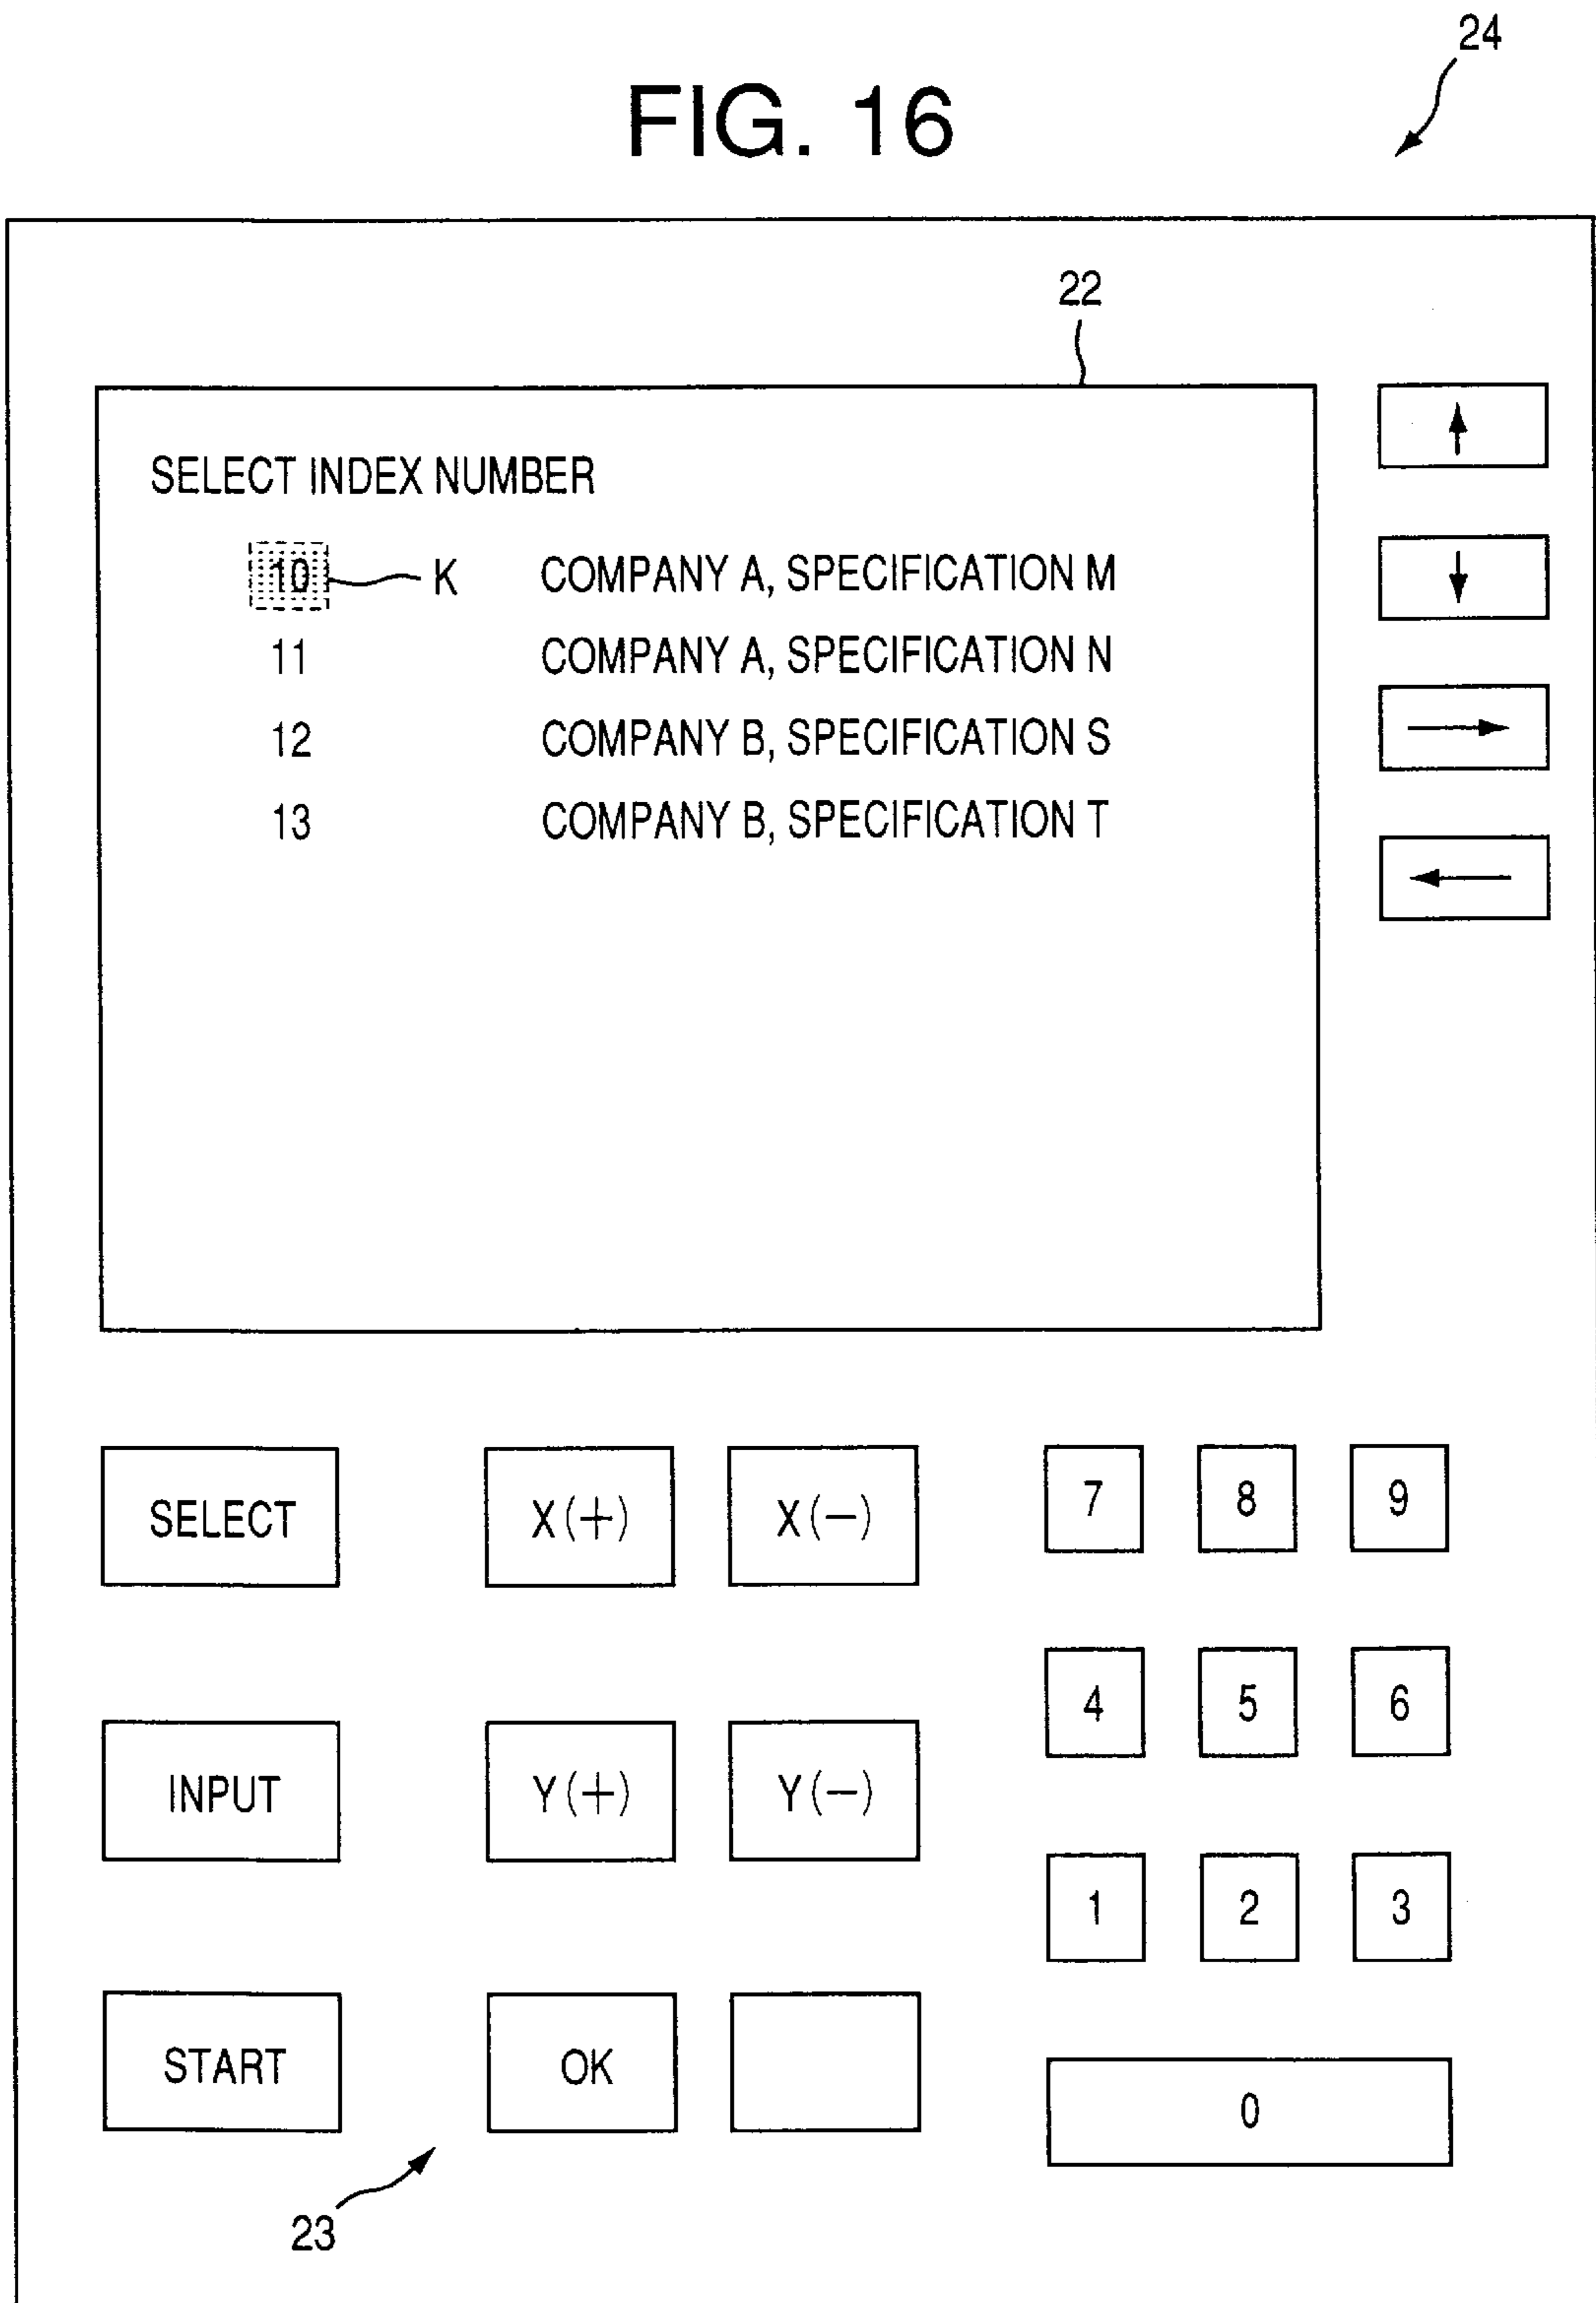 24
FIG. 16
22
SELECT INDEX NUMBER
10 K COMPANY A, SPECIFICATION M
11 COMPANY A, SPECIFICATION N
12 COMPANY B, SPECIFICATION S
13 COMPANY B, SPECIFICATION T
SELECT X(+) X(−) 7 8 9
4 5 6
INPUT Y(+) Y(−)
1 2 3
START OK
0
23